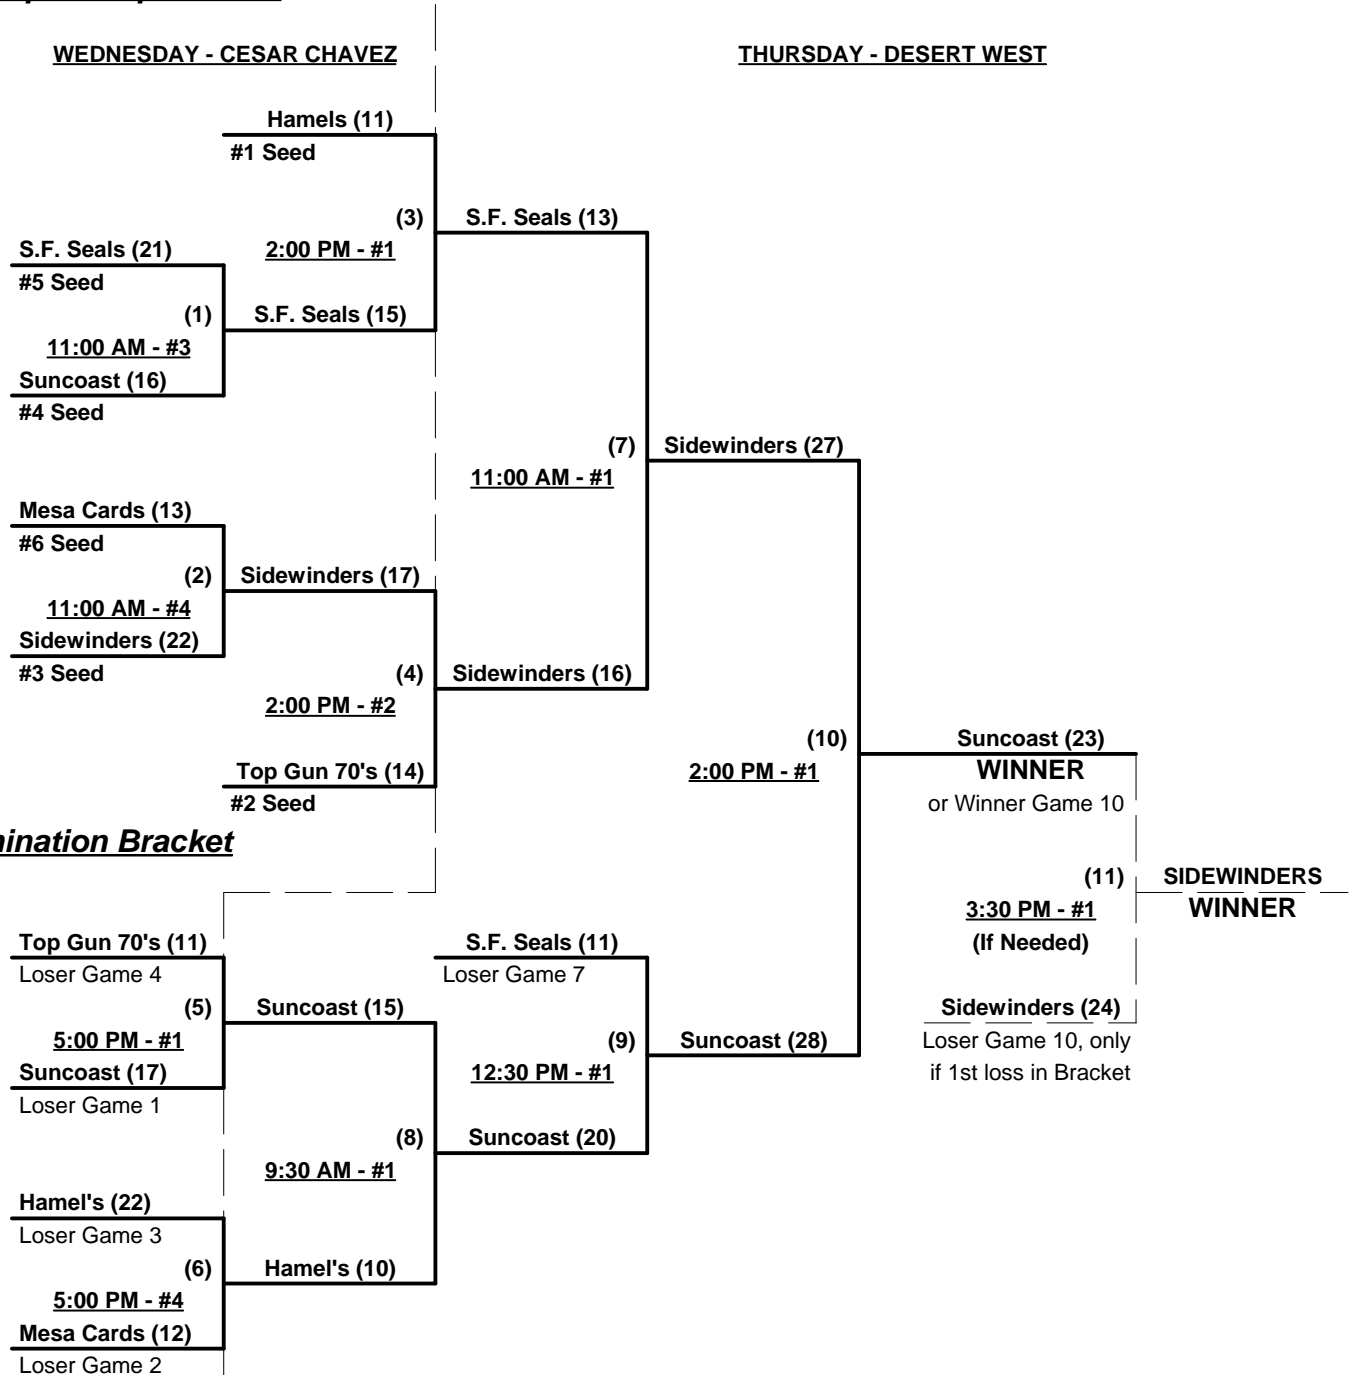 WEDNESDAY - CESAR CHAVEZ
THURSDAY - DESERT WEST
Hamels (11)
#1 Seed
(3)
S.F. Seals (13)
S.F. Seals (21)
2:00 PM - #1
#5 Seed
(1)
S.F. Seals (15)
11:00 AM - #3
Suncoast (16)
#4 Seed
(7)
Sidewinders (27)
11:00 AM - #1
Mesa Cards (13)
#6 Seed
(2)
Sidewinders (17)
11:00 AM - #4
Sidewinders (22)
#3 Seed
(4)
Sidewinders (16)
2:00 PM - #2
(10)
Suncoast (23)
Top Gun 70's (14)
2:00 PM - #1
WINNER
#2 Seed
or Winner Game 10
Bracket
(11)
SIDEWINDERS
3:30 PM - #1
WINNER
Top Gun 70's (11)
S.F. Seals (11)
(If Needed)
Loser Game 4
Loser Game 7
(5)
Suncoast (15)
Sidewinders (24)
5:00 PM - #1
(9)
Suncoast (28)
Loser Game 10, only
Suncoast (17)
12:30 PM - #1
if 1st loss in Bracket
Loser Game 1
(8)
Suncoast (20)
9:30 AM - #1
Hamel's (22)
Loser Game 3
(6)
Hamel's (10)
5:00 PM - #4
Mesa Cards (12)
Loser Game 2